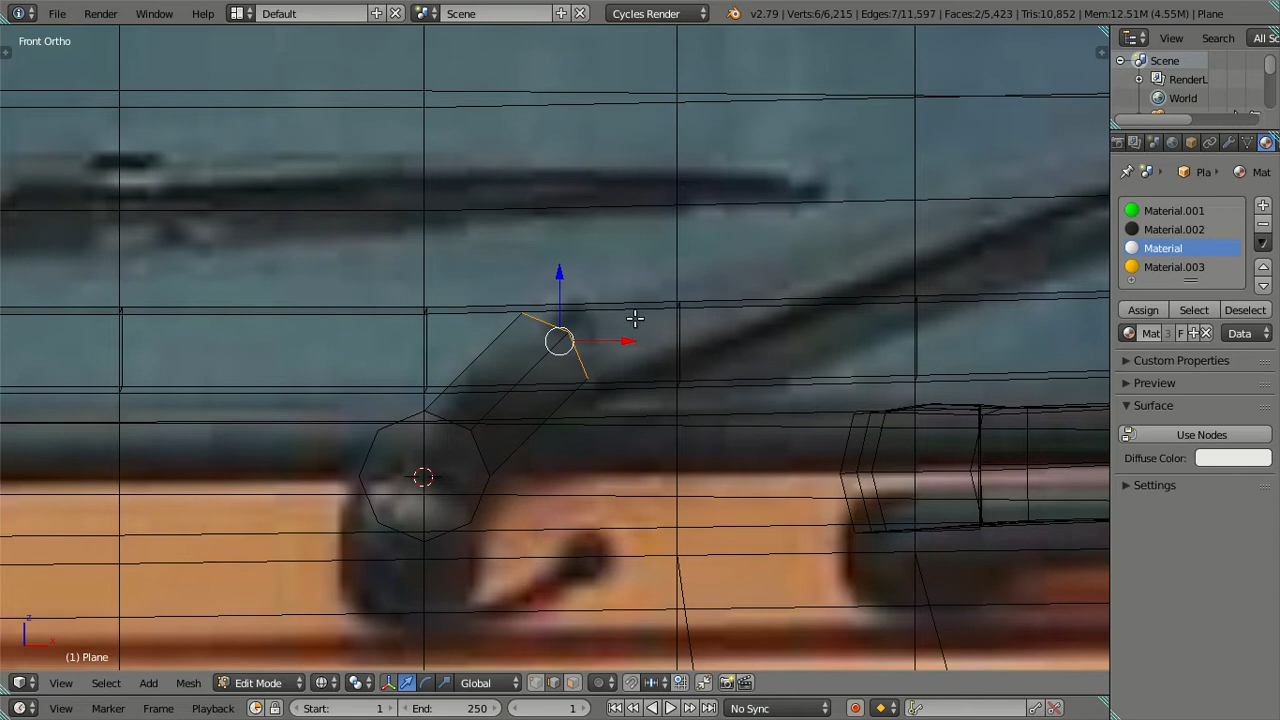 File Render Window Help Default Scene Cycles Render v2.79 | Verts:6/6,215 | Edges:7/11,597 | Faces:2/5,423 | Tris:10,852 | Mem:12.51M (4.55M) | Plane
Front Ortho
View Search All Sc
Scene
RenderL
World
Pla Mat
Material.001
Material.002
Material
Material.003
Assign Select Deselect
Mat 3 F Data
Custom Properties
Preview
Surface
Use Nodes
Diffuse Color:
Settings
z
x
(1) Plane
View Select Add Mesh Edit Mode Global
View Marker Frame Playback Start: 1 End: 250 1 No Sync